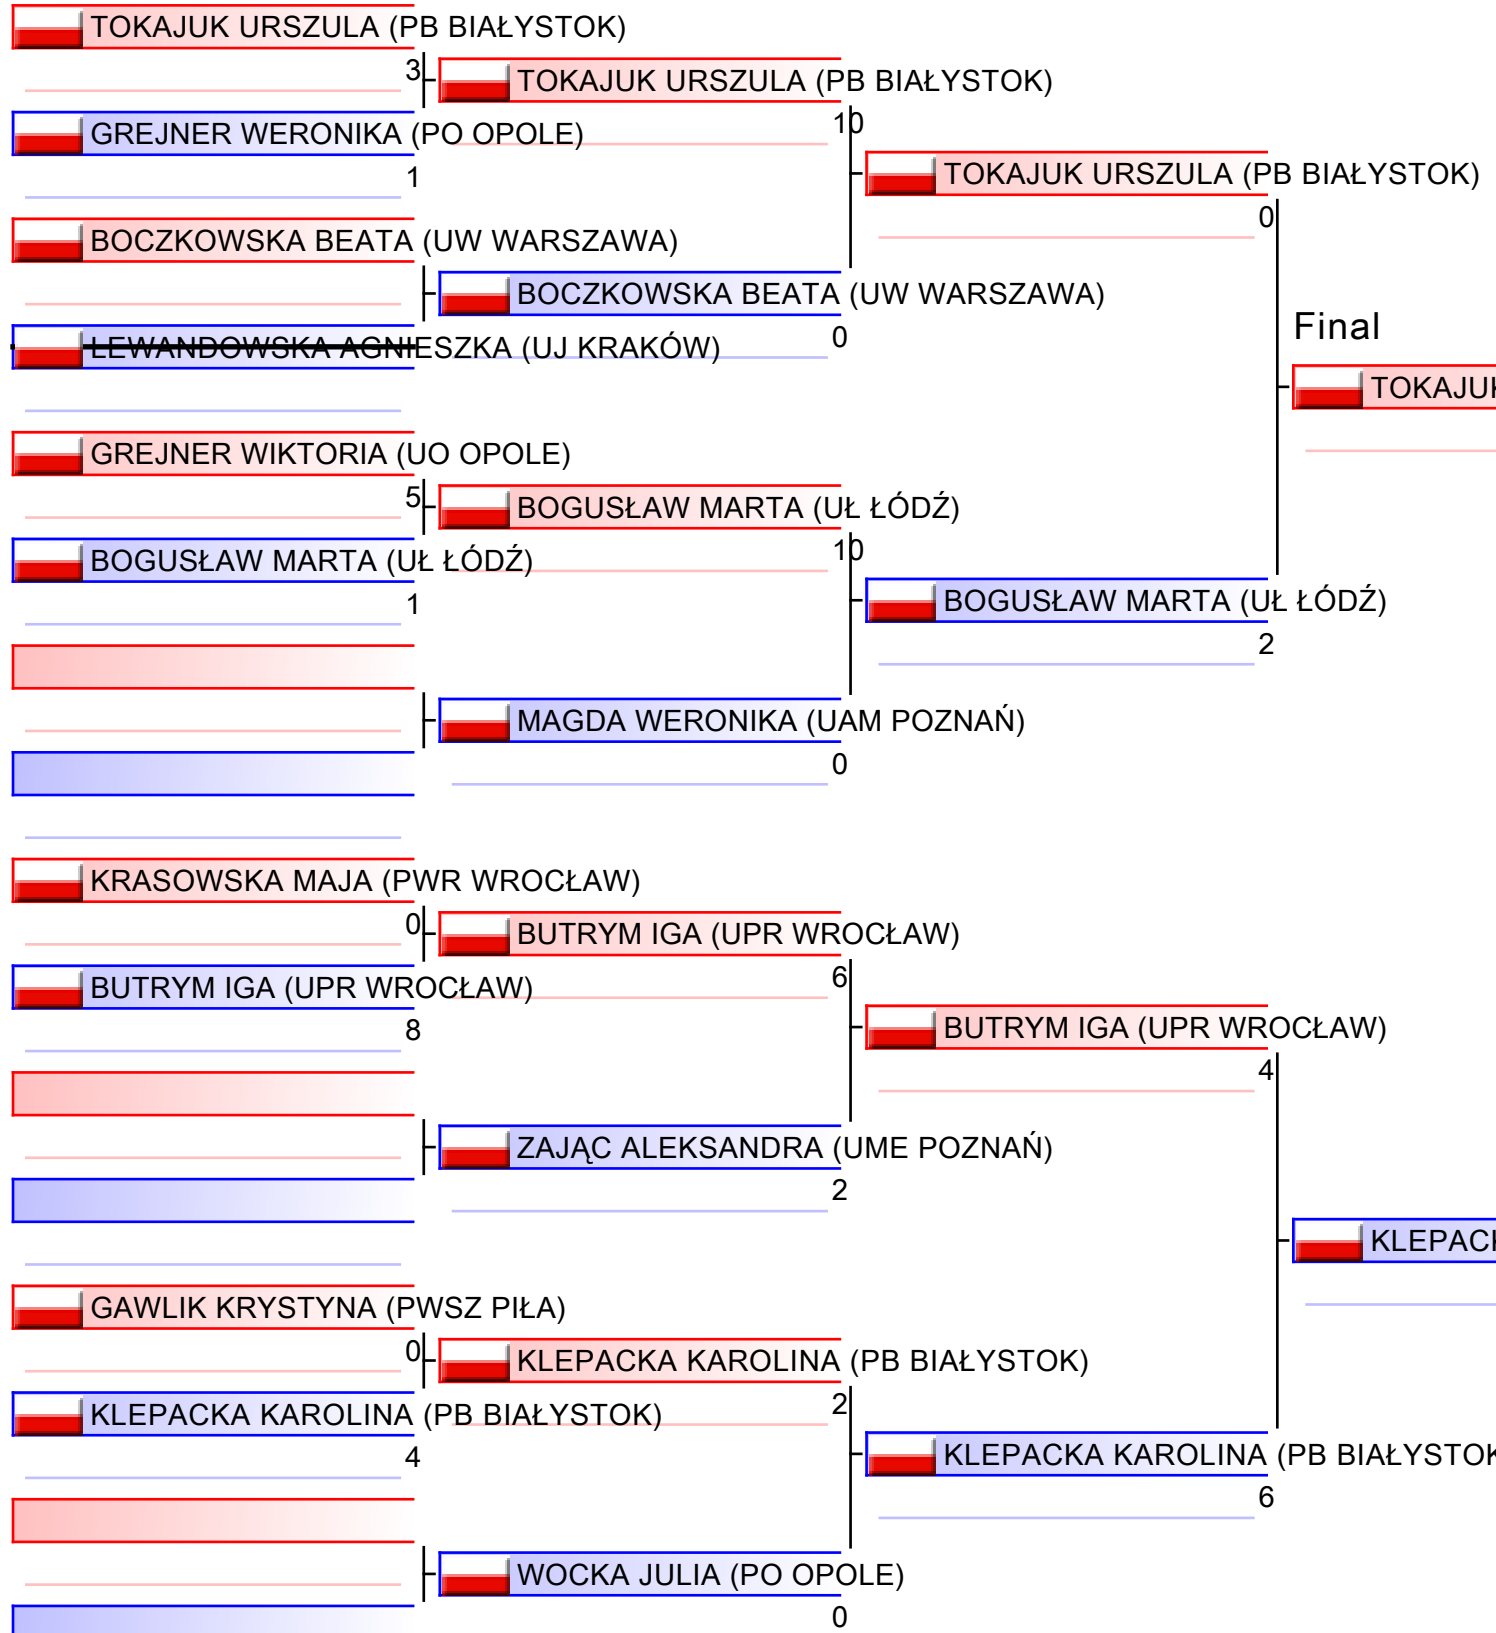 TOKAJUK URSZULA (PB BIAŁYSTOK)
3
TOKAJUK URSZULA (PB BIAŁYSTOK)
10
GREJNER WERONIKA (PO OPOLE)
1
TOKAJUK URSZULA (PB BIAŁYSTOK)
0
BOCZKOWSKA BEATA (UW WARSZAWA)
BOCZKOWSKA BEATA (UW WARSZAWA)
0
LEWANDOWSKA AGNIESZKA (UJ KRAKÓW)
Final
TOKAJUK
GREJNER WIKTORIA (UO OPOLE)
5
BOGUSŁAW MARTA (UŁ ŁÓDŹ)
10
BOGUSŁAW MARTA (UŁ ŁÓDŹ)
1
BOGUSŁAW MARTA (UŁ ŁÓDŹ)
2
MAGDA WERONIKA (UAM POZNAŃ)
0
KRASOWSKA MAJA (PWR WROCŁAW)
0
BUTRYM IGA (UPR WROCŁAW)
6
BUTRYM IGA (UPR WROCŁAW)
8
BUTRYM IGA (UPR WROCŁAW)
4
ZAJĄC ALEKSANDRA (UME POZNAŃ)
2
KLEPACK
GAWLIK KRYSTYNA (PWSZ PIŁA)
0
KLEPACKA KAROLINA (PB BIAŁYSTOK)
2
KLEPACKA KAROLINA (PB BIAŁYSTOK)
4
KLEPACKA KAROLINA (PB BIAŁYSTOK
6
WOCKA JULIA (PO OPOLE)
0